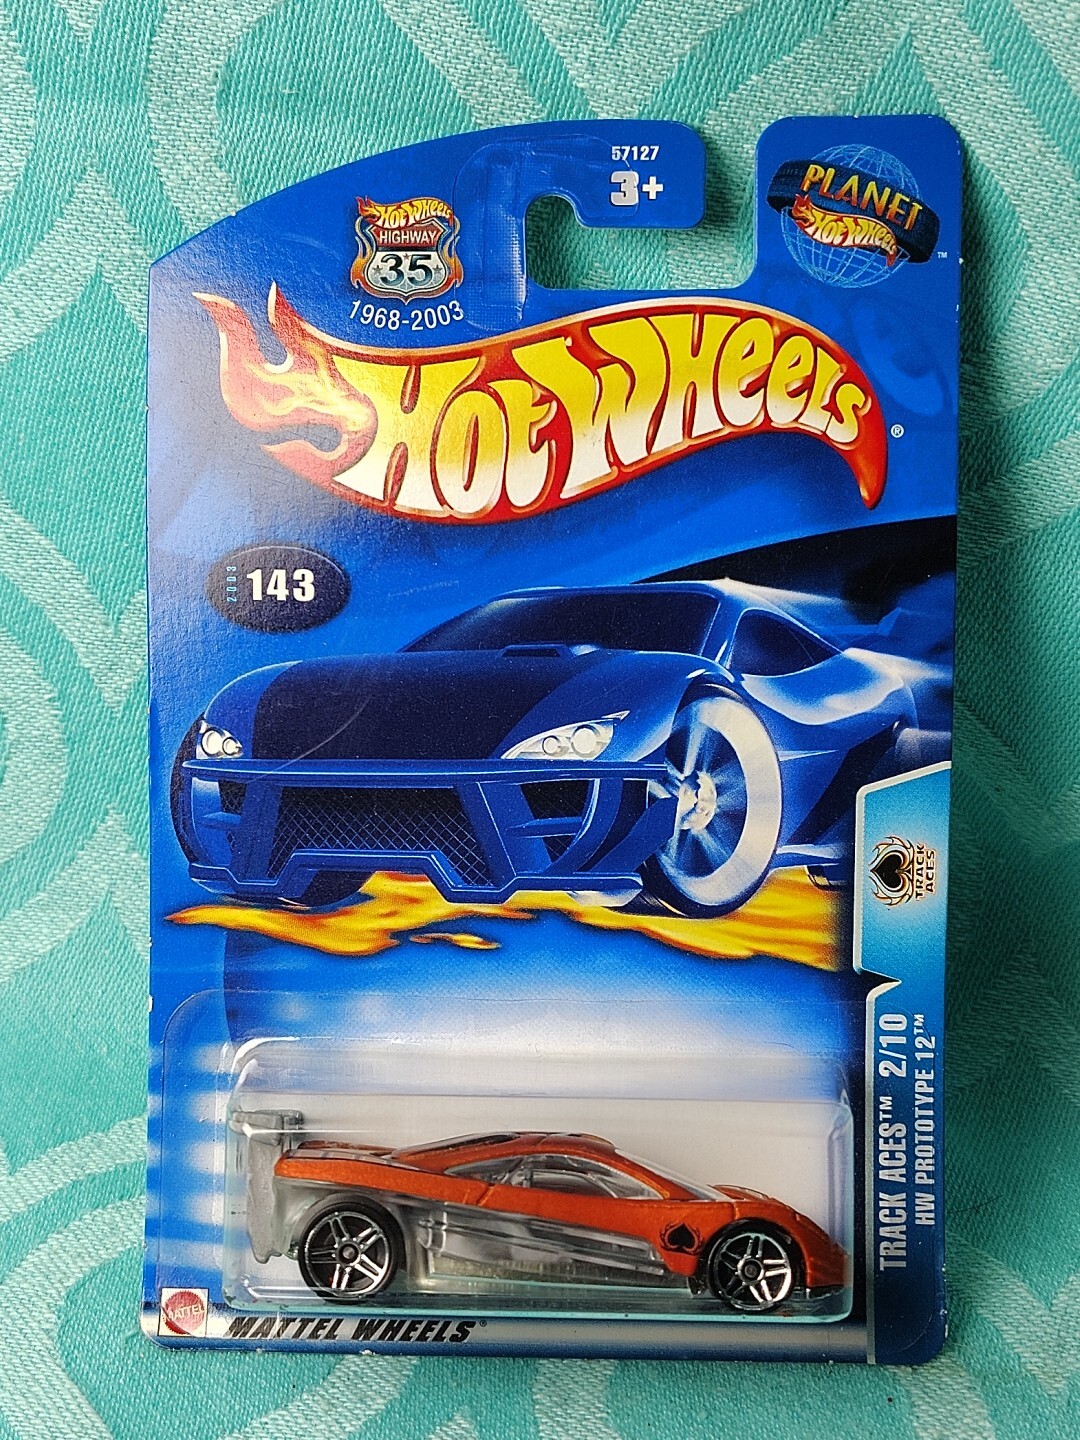 57127
3+
PLANET
HOT WHEELS
™
HOT WHEELS
HIGHWAY
35
1968-2003
HOT WHEELS®
2003
143
TRACK
ACES
TRACK ACES™ 2/10
HW PROTOTYPE 12™
MATTEL
MATTEL WHEELS®